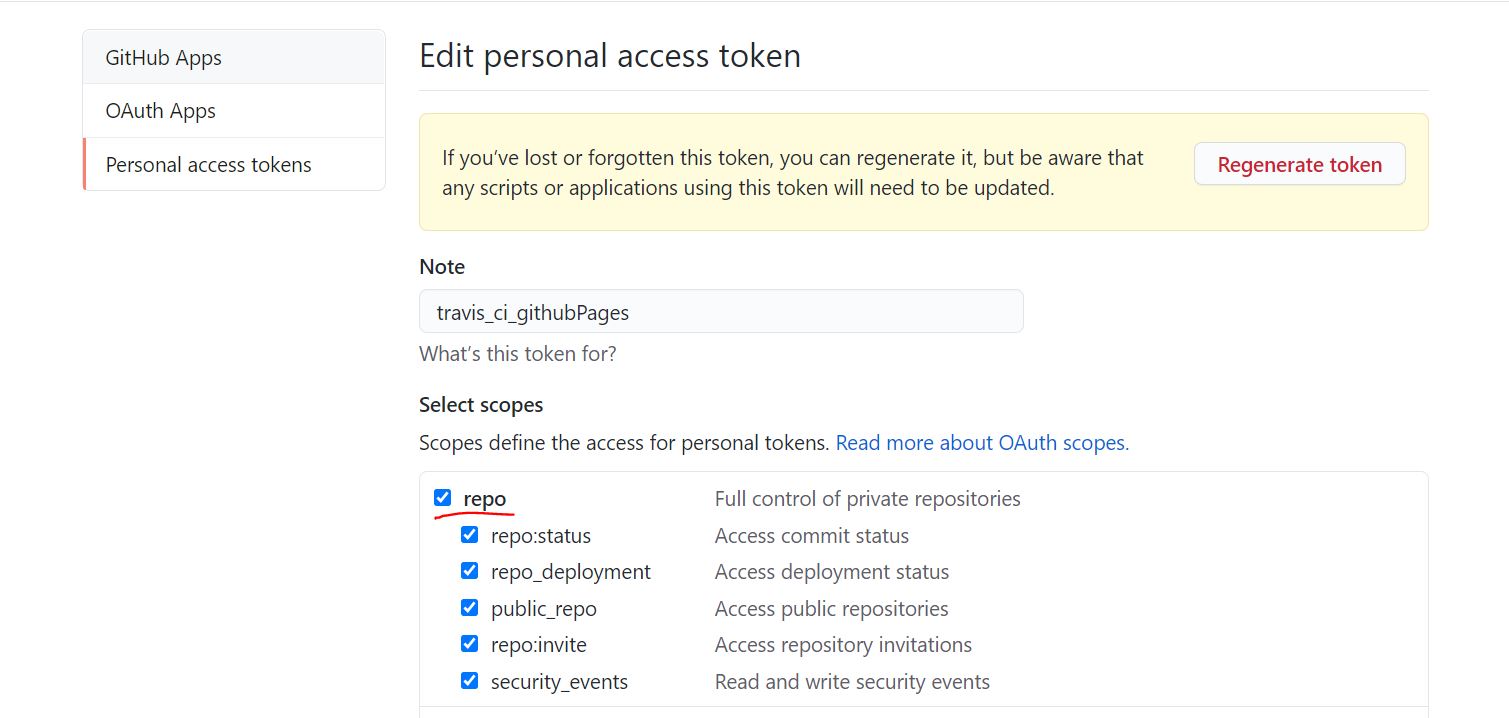 GitHub Apps
OAuth Apps
Personal access tokens
Edit personal access token
If you’ve lost or forgotten this token, you can regenerate it, but be aware that
any scripts or applications using this token will need to be updated.
Regenerate token
Note
travis_ci_githubPages
What’s this token for?
Select scopes
Scopes define the access for personal tokens. Read more about OAuth scopes.
repo Full control of private repositories
repo:status Access commit status
repo_deployment Access deployment status
public_repo Access public repositories
repo:invite Access repository invitations
security_events Read and write security events